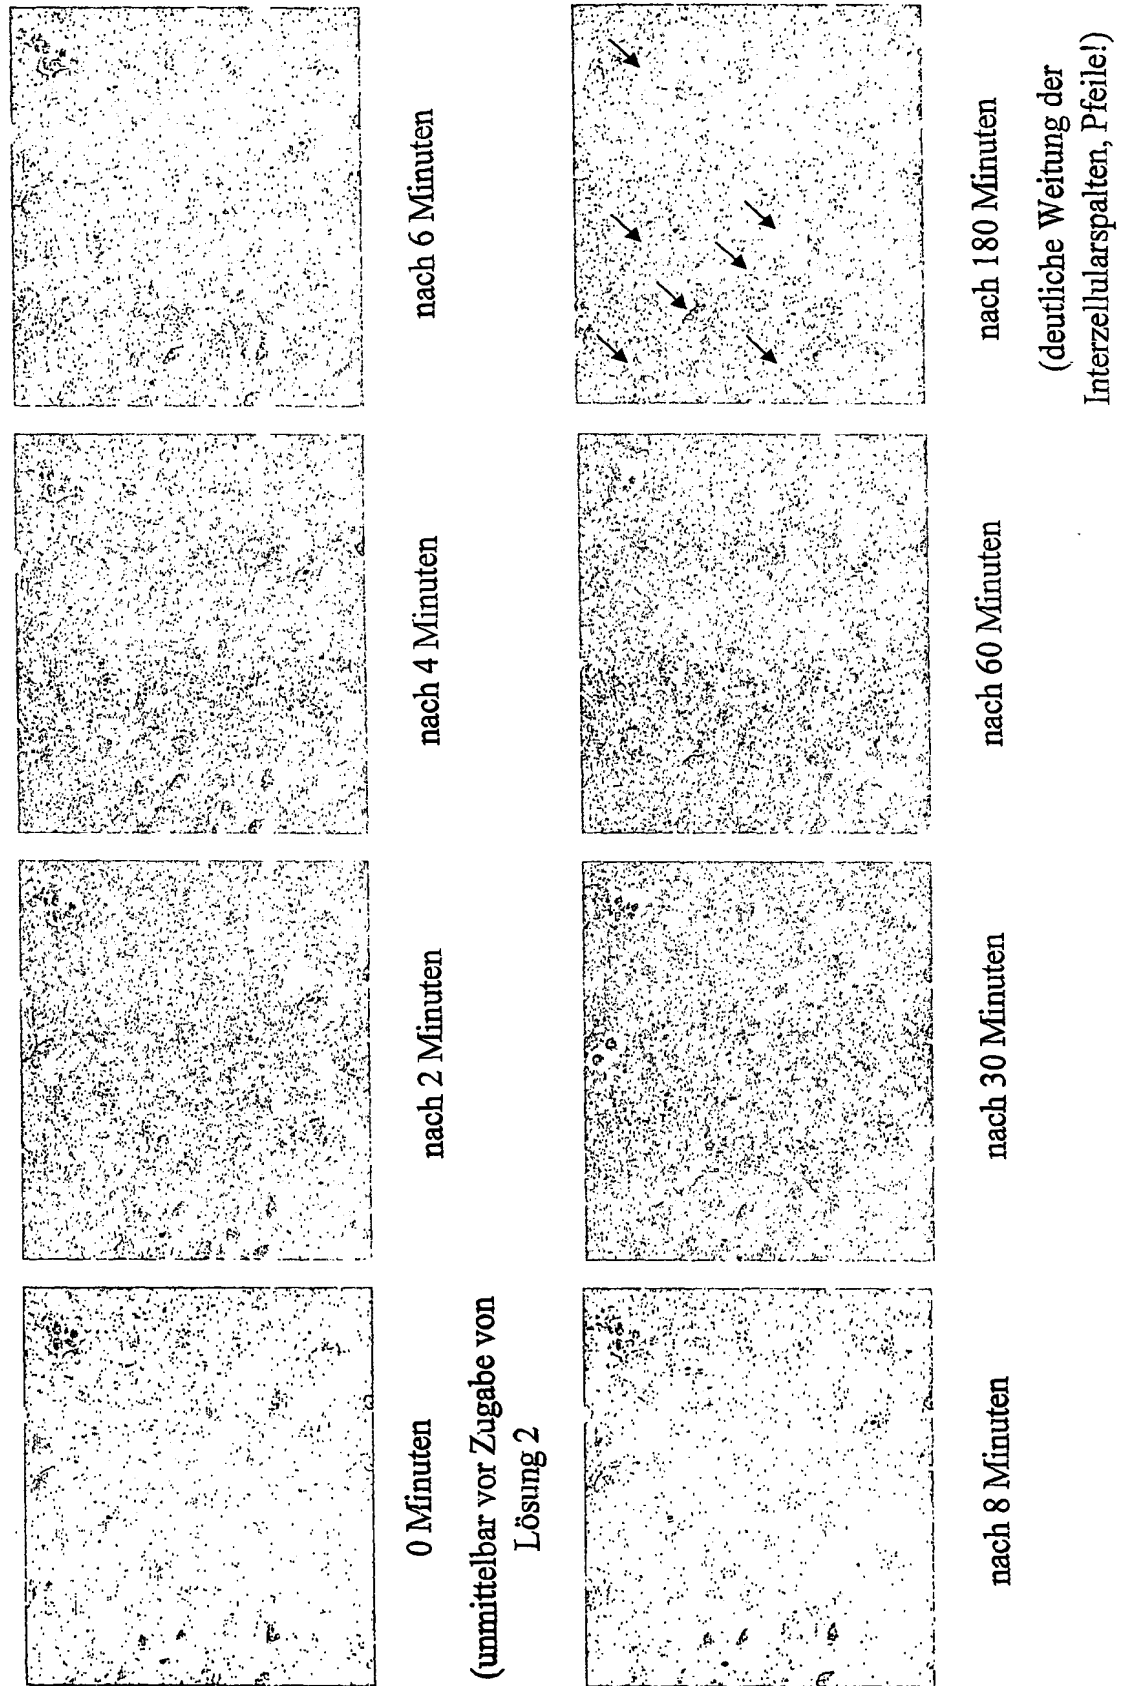 0 Minuten
(unmittelbar vor Zugabe von
Lösung 2
nach 2 Minuten
nach 4 Minuten
nach 6 Minuten
nach 8 Minuten
nach 30 Minuten
nach 60 Minuten
nach 180 Minuten
(deutliche Weitung der
Interzellularspalten, Pfeile!)